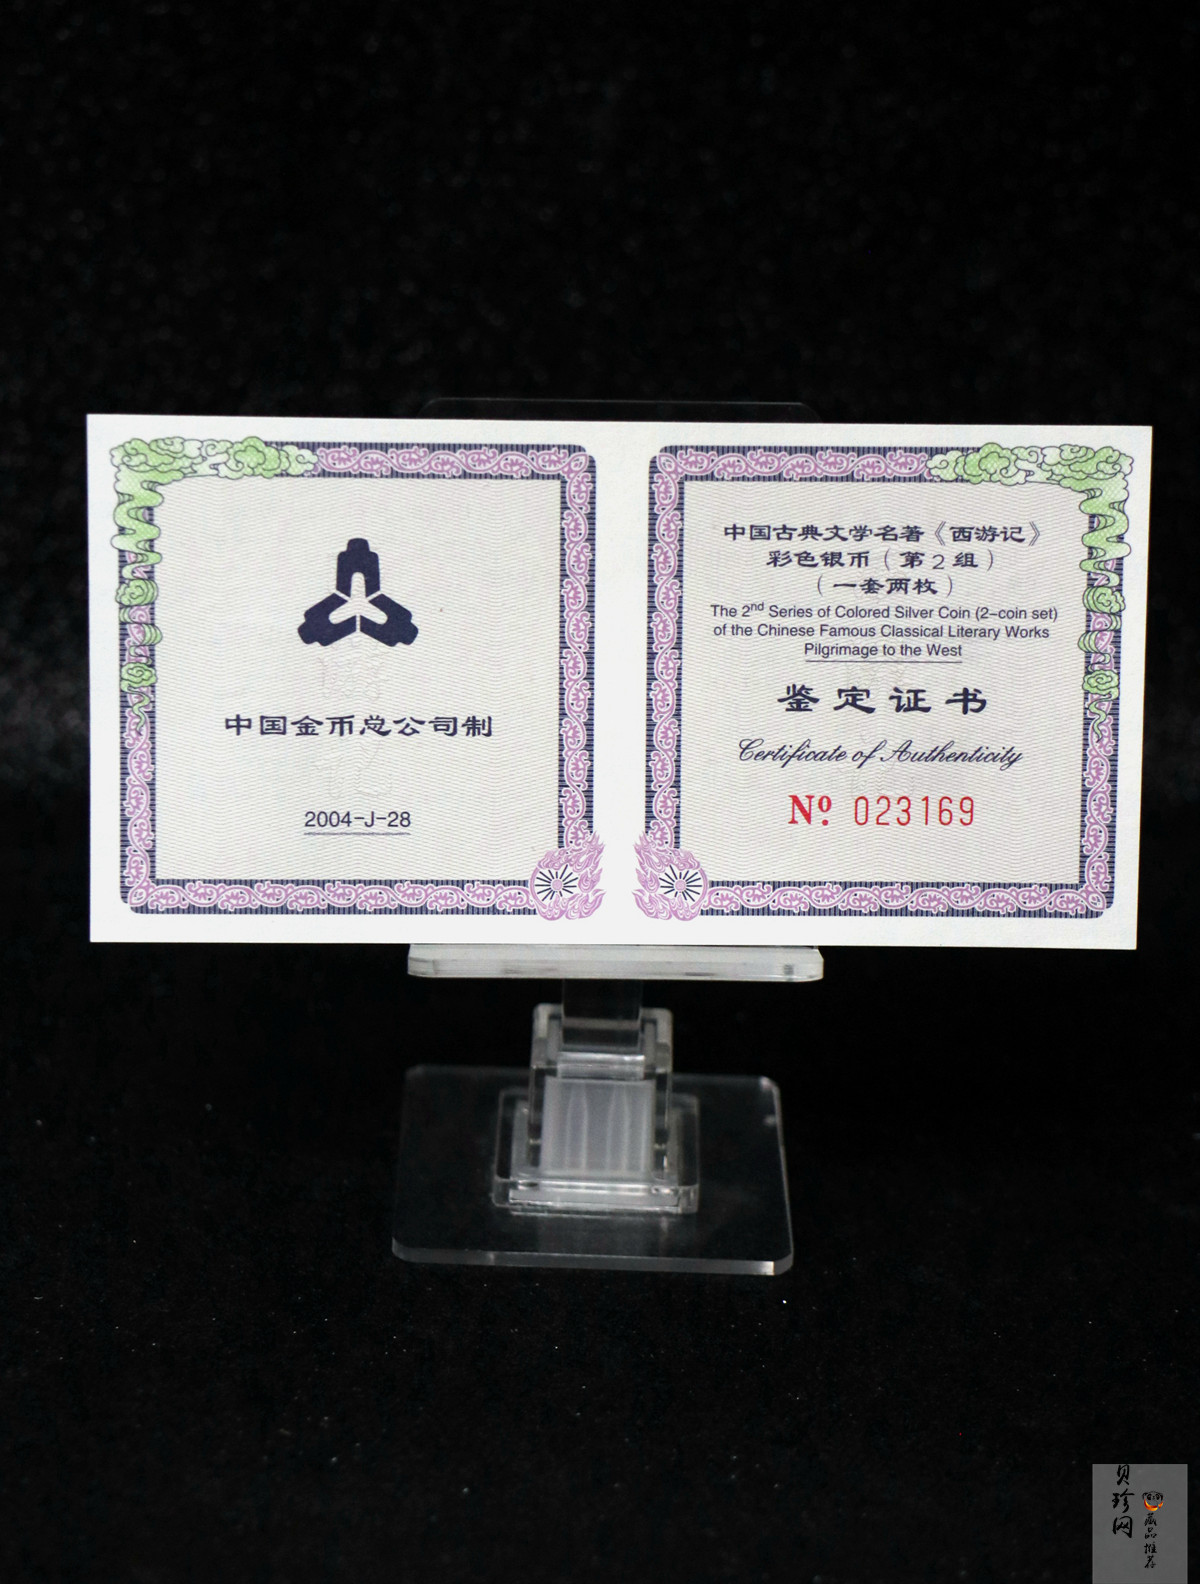 中国金币总公司制
2004-J-28
中国古典文学名著《西游记》
彩色银币（第2组）
（一套两枚）
The 2nd Series of Colored Silver Coin (2-coin set)
of the Chinese Famous Classical Literary Works
Pilgrimage to the West
鉴定证书
Certificate of Authenticity
Nº 023169
贝珍网
藏品推荐